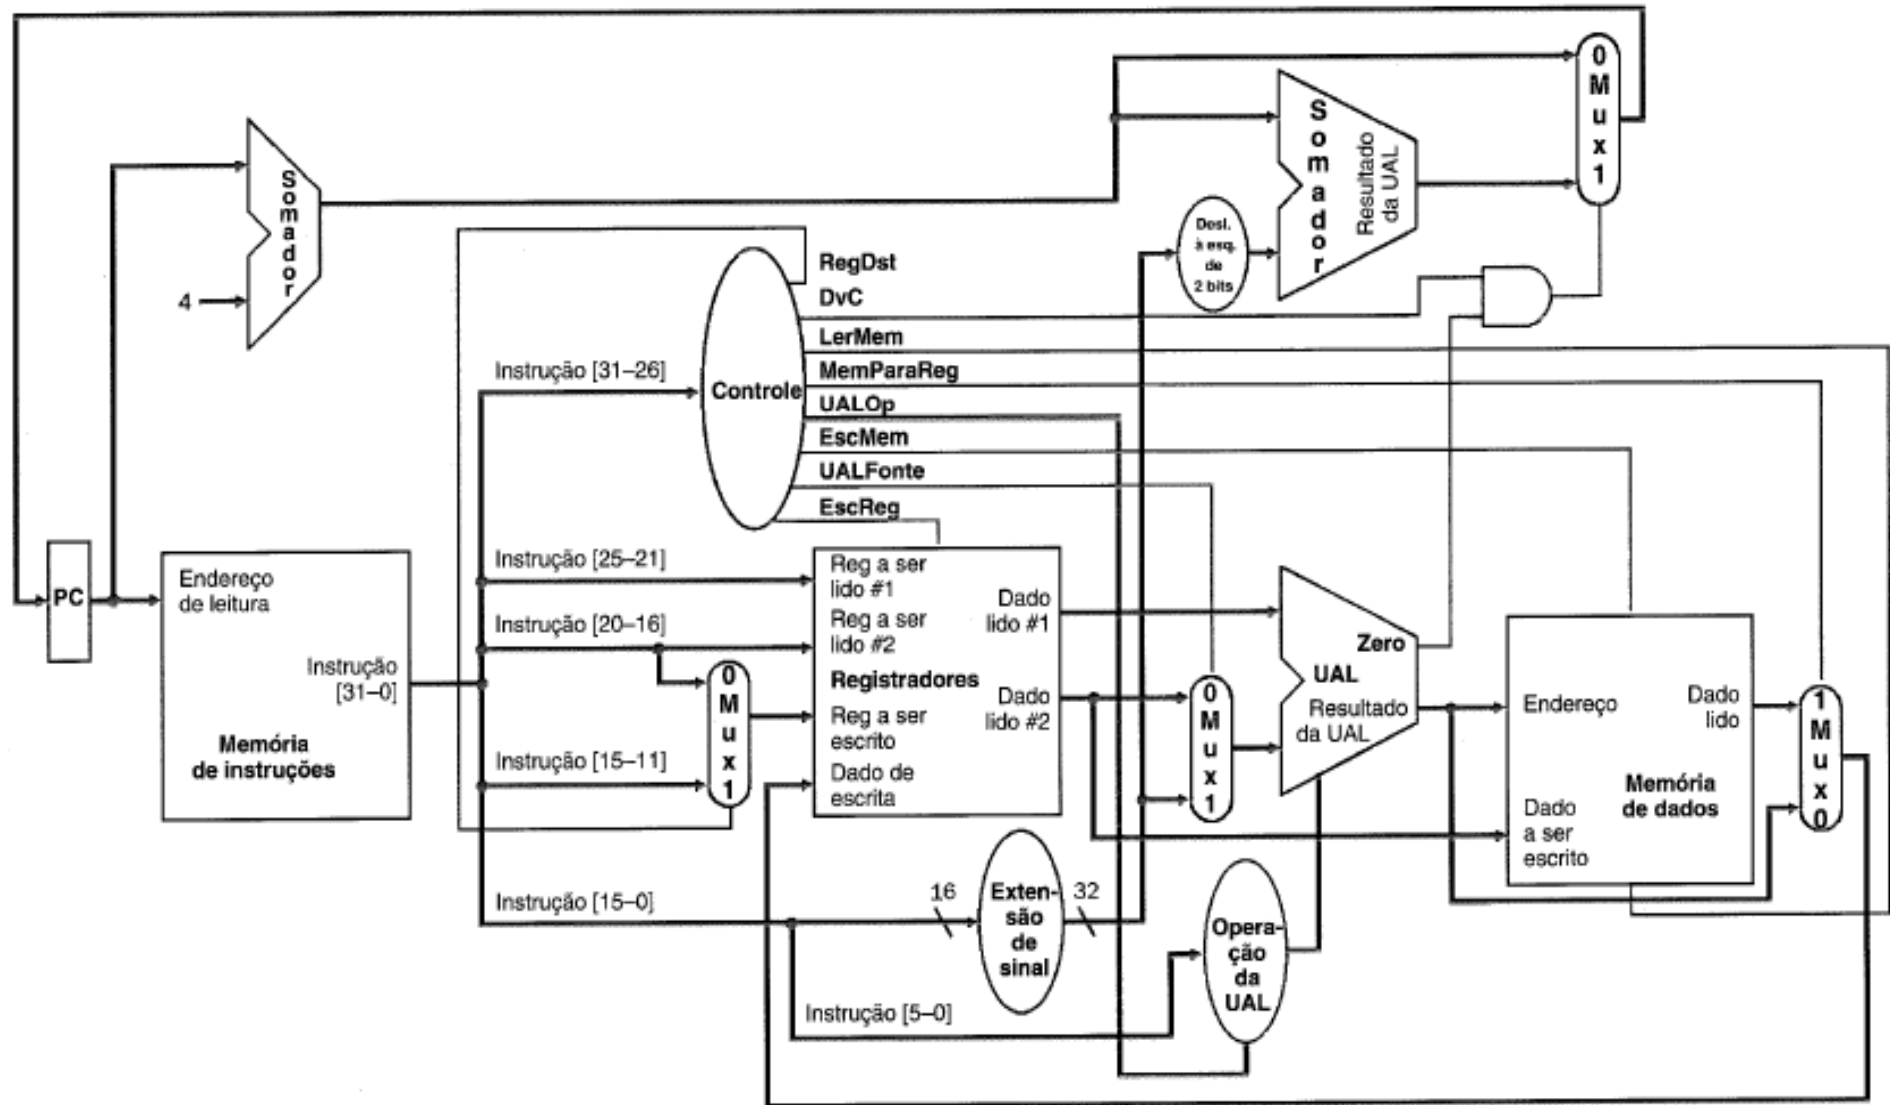 0
M
u
x
1
S
o
m
a
d
o
r
Resultado
da UAL
S
o
m
a
d
o
r
4
Desl.
à esq.
de
2 bits
RegDst
DvC
LerMem
MemParaReg
UALOp
EscMem
UALFonte
EscReg
Controle
Instrução [31–26]
Instrução [25–21]
Instrução [20–16]
Instrução [15–11]
Instrução [15–0]
Instrução [5–0]
PC
Endereço
de leitura
Instrução
[31–0]
Memória
de instruções
0
M
u
x
1
Reg a ser
lido #1
Reg a ser
lido #2
Registradores
Reg a ser
escrito
Dado de
escrita
Dado
lido #1
Dado
lido #2
0
M
u
x
1
Zero
UAL
Resultado
da UAL
Endereço
Dado
lido
Memória
de dados
Dado
a ser
escrito
1
M
u
x
0
16
Exten-
são
de
sinal
32
Opera-
ção
da
UAL